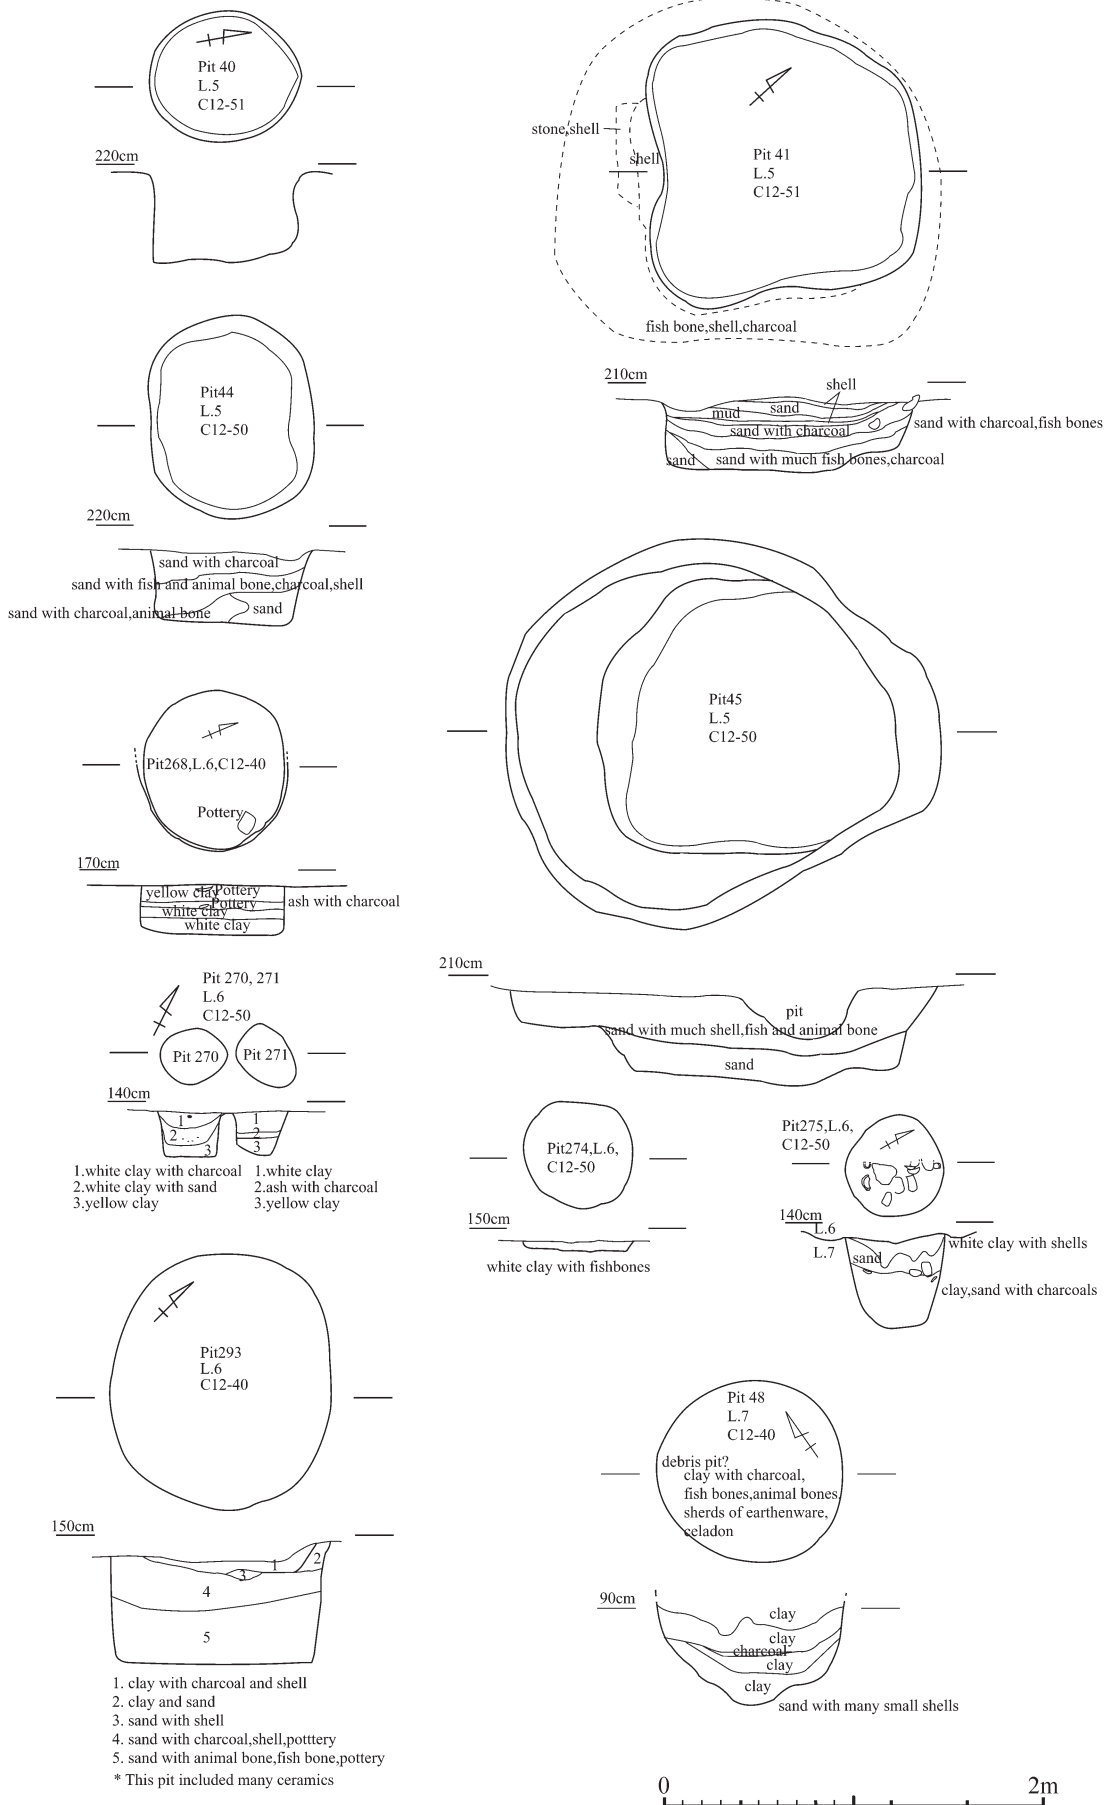 Pit 40
L.5
C12-51
220cm
stone,shell
shell
Pit 41
L.5
C12-51
fish bone,shell,charcoal
210cm
shell
sand
mud
sand with charcoal
sand with charcoal,fish bones
sand
sand with much fish bones,charcoal
Pit44
L.5
C12-50
220cm
sand with charcoal
sand with fish and animal bone,charcoal,shell
sand with charcoal,animal bone
sand
Pit45
L.5
C12-50
210cm
pit
sand with much shell,fish and animal bone
sand
Pit268,L.6,C12-40
Pottery
170cm
yellow clay
Pottery
Pottery
ash with charcoal
white clay
white clay
Pit 270, 271
L.6
C12-50
Pit 270
Pit 271
140cm
1
2
3
1
2
3
1.white clay with charcoal
2.white clay with sand
3.yellow clay
1.white clay
2.ash with charcoal
3.yellow clay
Pit274,L.6,
C12-50
150cm
white clay with fishbones
Pit275,L.6,
C12-50
140cm
L.6
L.7
sand
white clay with shells
clay,sand with charcoals
Pit293
L.6
C12-40
150cm
1
2
3
4
5
1. clay with charcoal and shell
2. clay and sand
3. sand with shell
4. sand with charcoal,shell,potttery
5. sand with animal bone,fish bone,pottery
* This pit included many ceramics
Pit 48
L.7
C12-40
debris pit?
clay with charcoal,
fish bones,animal bones,
sherds of earthenware,
celadon
90cm
clay
clay
charcoal
clay
clay
sand with many small shells
0
2m